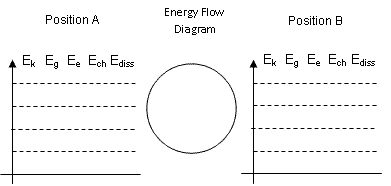 Position A
Energy Flow
Diagram
Position B
Ek Eg Ee Ech Ediss
Ek Eg Ee Ech Ediss